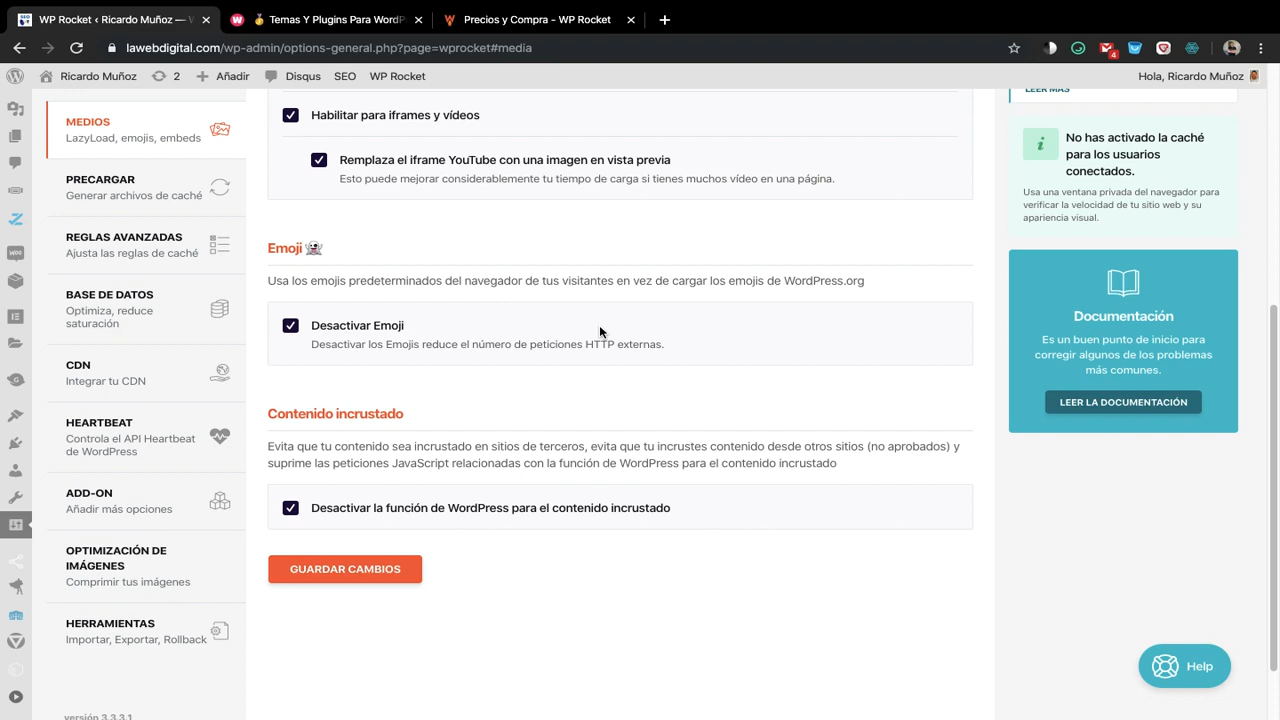 WP Rocket ‹ Ricardo Muñoz — W
Temas Y Plugins Para WordP
Precios y Compra - WP Rocket
lawebdigital.com/wp-admin/options-general.php?page=wprocket#media
4
Ricardo Muñoz
2
Añadir
Disqus
SEO
WP Rocket
Hola, Ricardo Muñoz
MEDIOS
LazyLoad, emojis, embeds
PRECARGAR
Generar archivos de caché
REGLAS AVANZADAS
Ajusta las reglas de caché
BASE DE DATOS
Optimiza, reduce
saturación
CDN
Integrar tu CDN
HEARTBEAT
Controla el API Heartbeat
de WordPress
ADD-ON
Añadir más opciones
OPTIMIZACIÓN DE
IMÁGENES
Comprimir tus imágenes
HERRAMIENTAS
Importar, Exportar, Rollback
versión 3.3.3.1
Habilitar para iframes y vídeos
Remplaza el iframe YouTube con una imagen en vista previa
Esto puede mejorar considerablemente tu tiempo de carga si tienes muchos vídeo en una página.
Emoji
Usa los emojis predeterminados del navegador de tus visitantes en vez de cargar los emojis de WordPress.org
Desactivar Emoji
Desactivar los Emojis reduce el número de peticiones HTTP externas.
Contenido incrustado
Evita que tu contenido sea incrustado en sitios de terceros, evita que tu incrustes contenido desde otros sitios (no aprobados) y
suprime las peticiones JavaScript relacionadas con la función de WordPress para el contenido incrustado
Desactivar la función de WordPress para el contenido incrustado
GUARDAR CAMBIOS
LEER MÁS
No has activado la caché
para los usuarios
conectados.
Usa una ventana privada del navegador para
verificar la velocidad de tu sitio web y su
apariencia visual.
Documentación
Es un buen punto de inicio para
corregir algunos de los problemas
más comunes.
LEER LA DOCUMENTACIÓN
Help